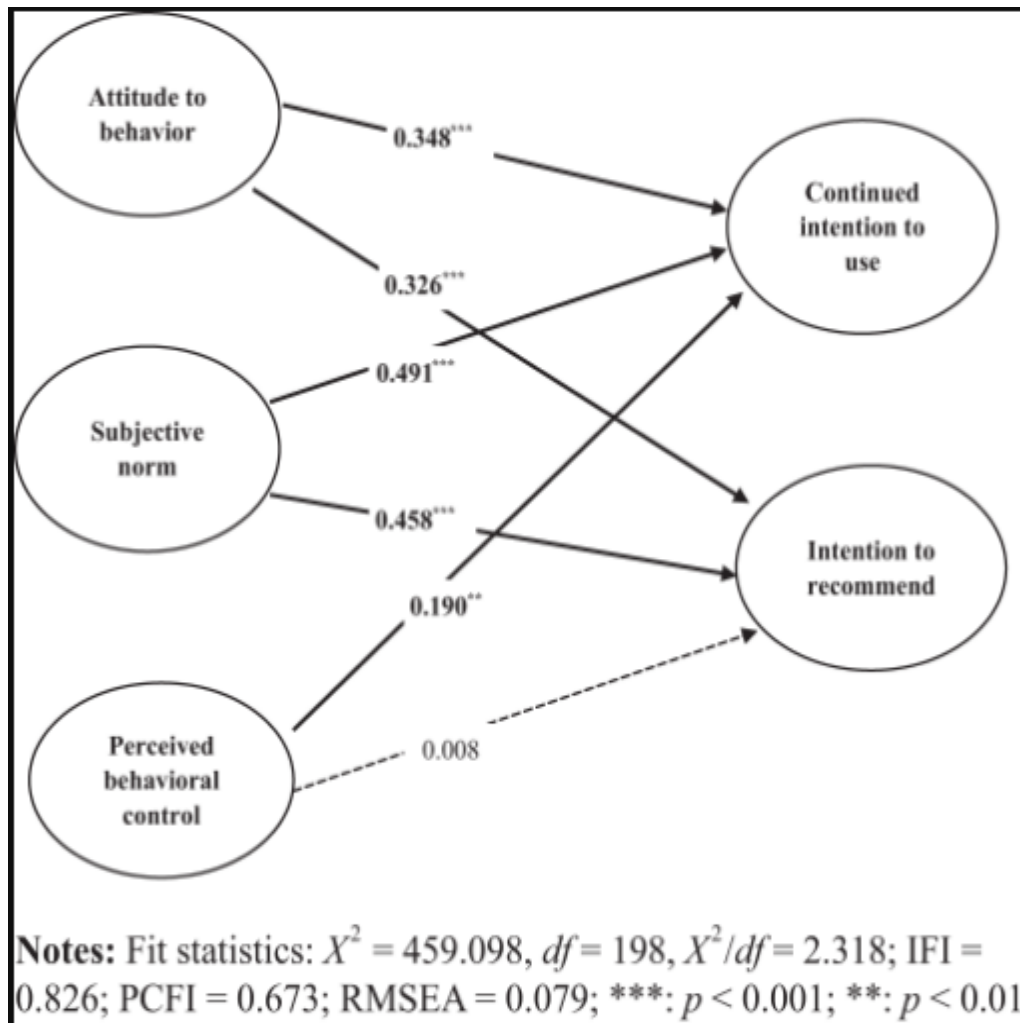 Attitude to
behavior
0.348***
Continued
intention to
use
0.326***
0.491***
Subjective
norm
0.458***
Intention to
recommend
0.190**
Perceived
behavioral
control
0.008
Notes: Fit statistics: X² = 459.098, df = 198, X²/df = 2.318; IFI =
0.826; PCFI = 0.673; RMSEA = 0.079; ***: p < 0.001; **: p < 0.01